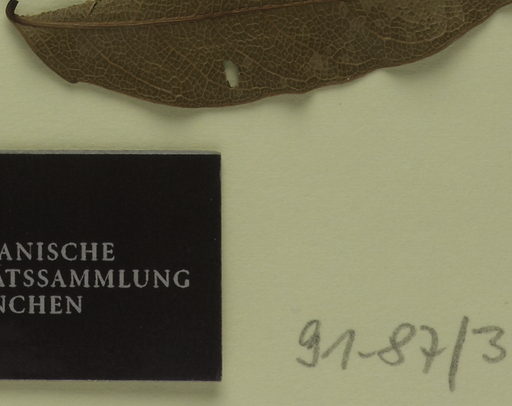 ANISCHE
ATSSAMMLUNG
NCHEN
91-87/3